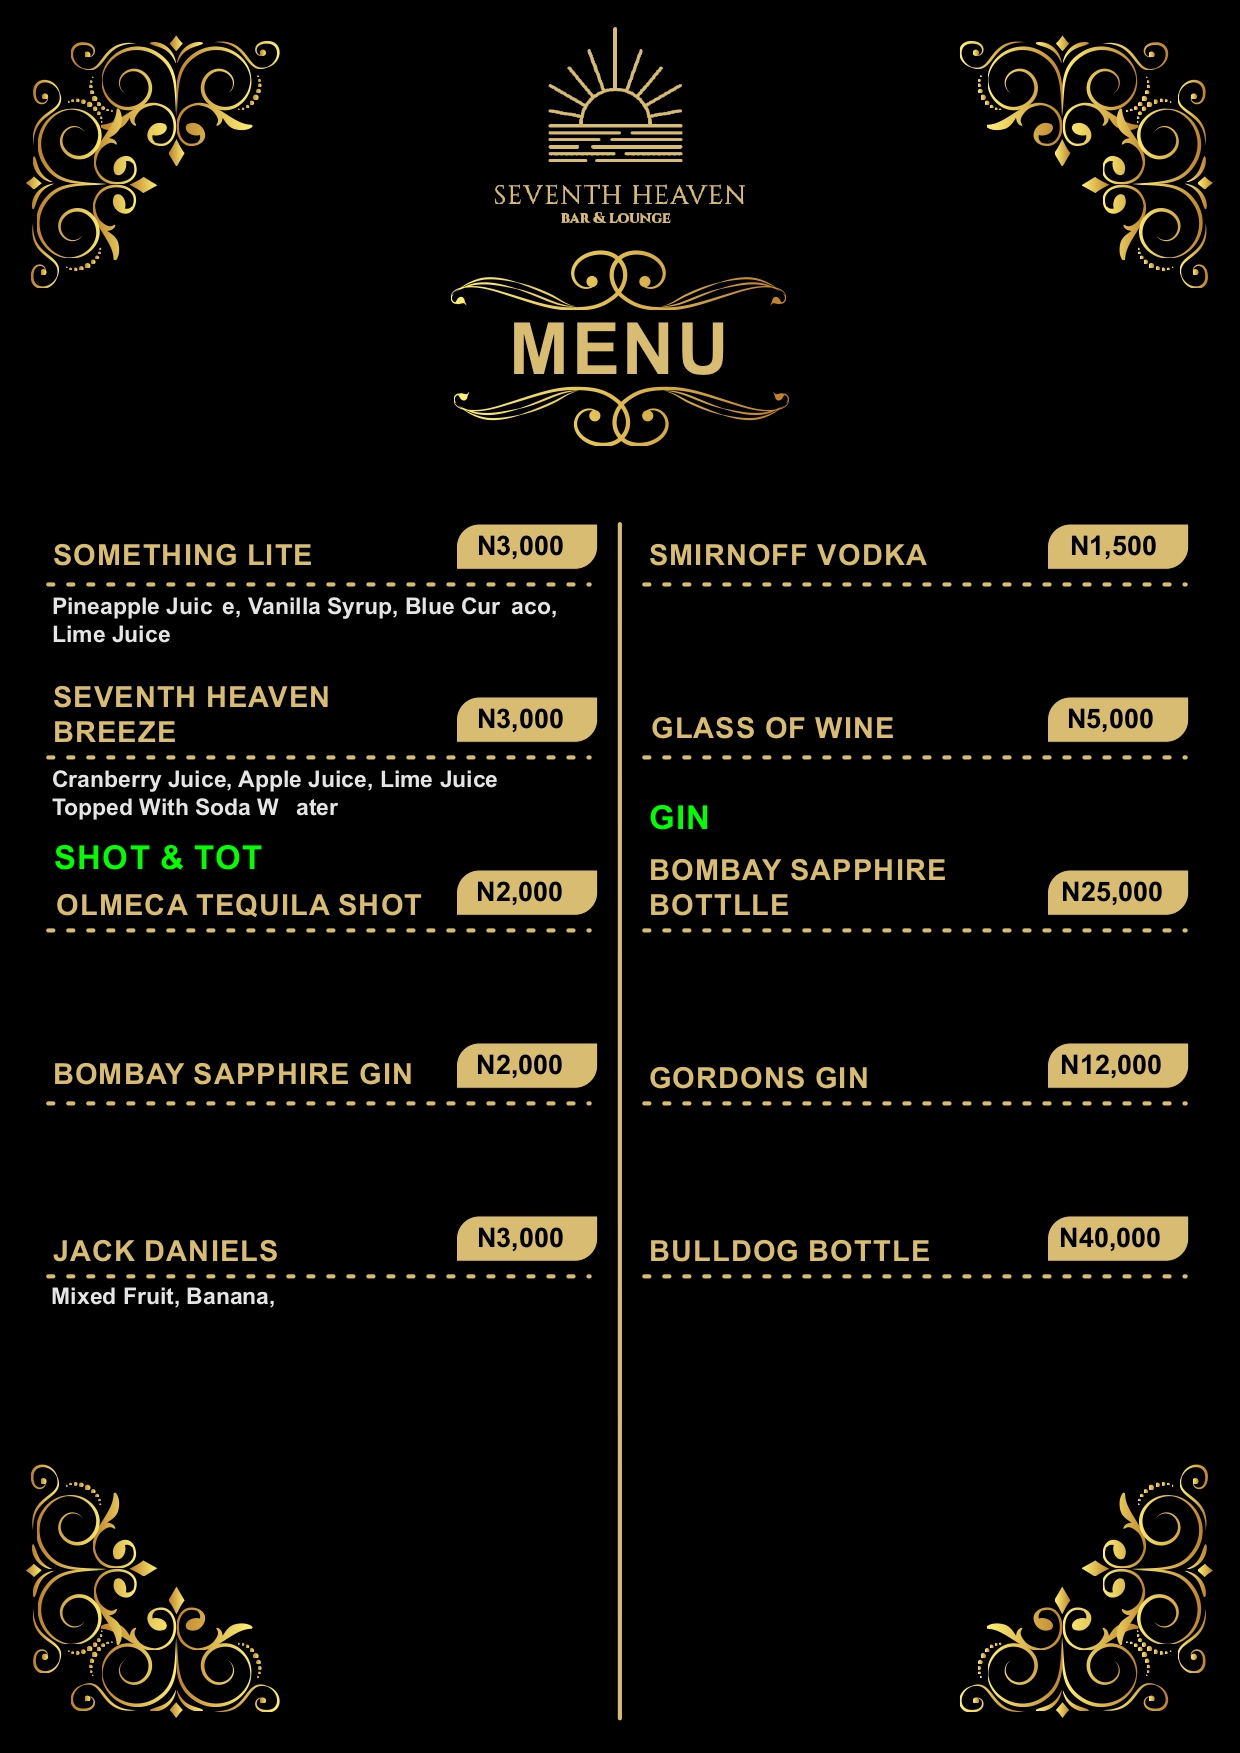 SEVENTH HEAVEN
BAR & LOUNGE
MENU
SOMETHING LITE N3,000
Pineapple Juic e, Vanilla Syrup, Blue Cur aco,
Lime Juice
SEVENTH HEAVEN
BREEZE N3,000
Cranberry Juice, Apple Juice, Lime Juice
Topped With Soda W ater
SHOT & TOT
OLMECA TEQUILA SHOT N2,000
BOMBAY SAPPHIRE GIN N2,000
JACK DANIELS N3,000
Mixed Fruit, Banana,
SMIRNOFF VODKA N1,500
GLASS OF WINE N5,000
GIN
BOMBAY SAPPHIRE
BOTTLLE N25,000
GORDONS GIN N12,000
BULLDOG BOTTLE N40,000